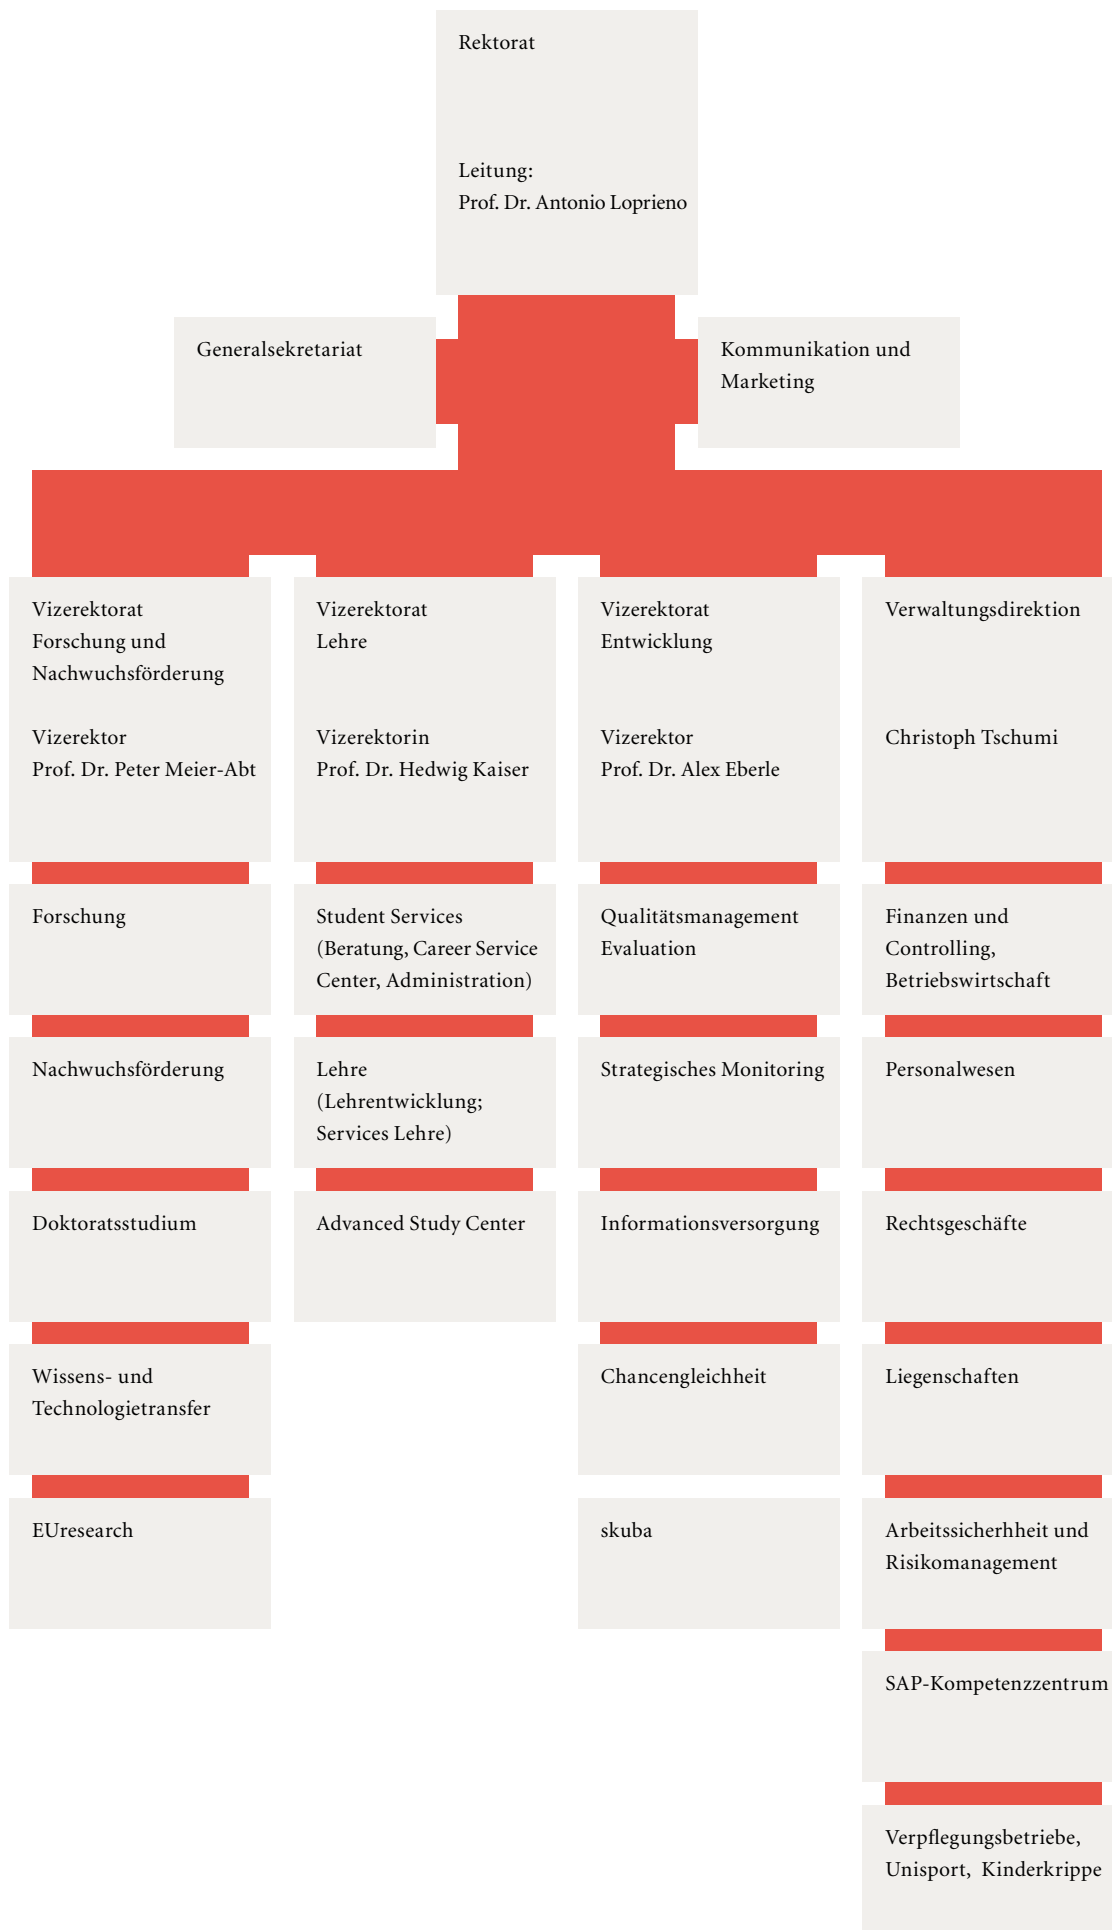 Rektorat
Leitung:
Prof. Dr. Antonio Loprieno
Generalsekretariat
Kommunikation und
Marketing
Vizerektorat
Forschung und
Nachwuchsförderung
Vizerektor
Prof. Dr. Peter Meier-Abt
Vizerektorat
Lehre
Vizerektorin
Prof. Dr. Hedwig Kaiser
Vizerektorat
Entwicklung
Vizerektor
Prof. Dr. Alex Eberle
Verwaltungsdirektion
Christoph Tschumi
Forschung
Student Services
(Beratung, Career Service
Center, Administration)
Qualitätsmanagement
Evaluation
Finanzen und
Controlling,
Betriebswirtschaft
Nachwuchsförderung
Lehre
(Lehrentwicklung;
Services Lehre)
Strategisches Monitoring
Personalwesen
Doktoratsstudium
Advanced Study Center
Informationsversorgung
Rechtsgeschäfte
Wissens- und
Technologietransfer
Chancengleichheit
Liegenschaften
EUresearch
skuba
Arbeitssicherhheit und
Risikomanagement
SAP-Kompetenzzentrum
Verpflegungsbetriebe,
Unisport, Kinderkrippe